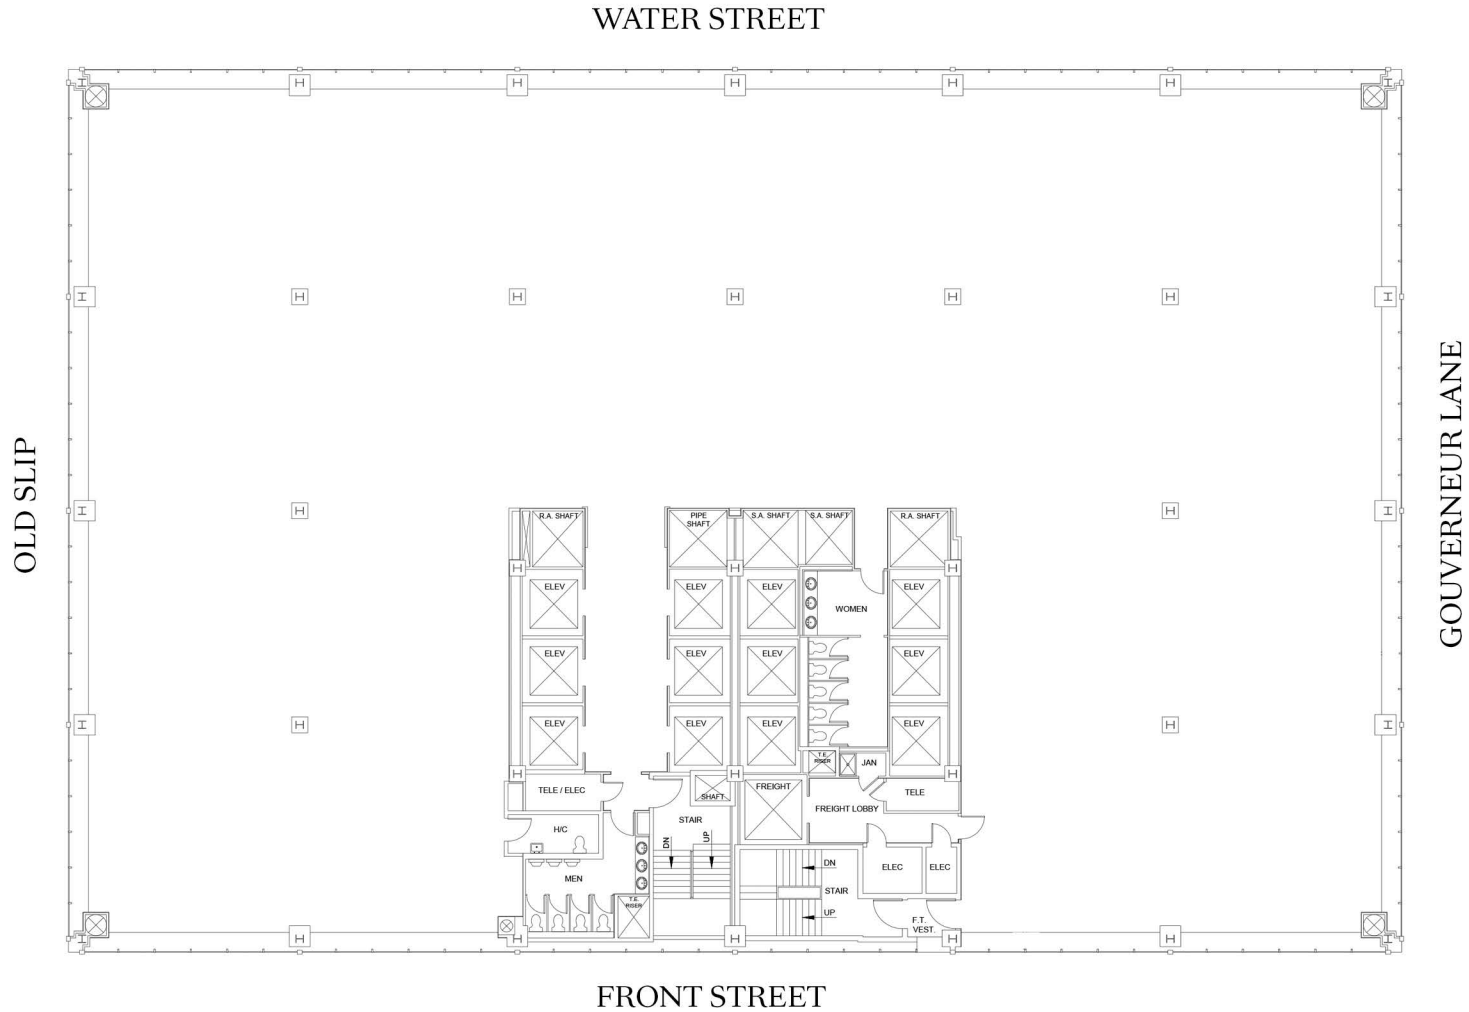 WATER STREET
OLD SLIP
GOUVERNEUR LANE
R.A. SHAFT
PIPE
SHAFT
S.A. SHAFT
S.A. SHAFT
R.A. SHAFT
ELEV
ELEV
ELEV
WOMEN
ELEV
ELEV
ELEV
ELEV
ELEV
ELEV
ELEV
ELEV
ELEV
T.E.
RISER
JAN
TELE / ELEC
SHAFT
FREIGHT
TELE
FREIGHT LOBBY
STAIR
H/C
DN
UP
MEN
DN
ELEC
ELEC
STAIR
T.E.
RISER
UP
F.T.
VEST.
FRONT STREET